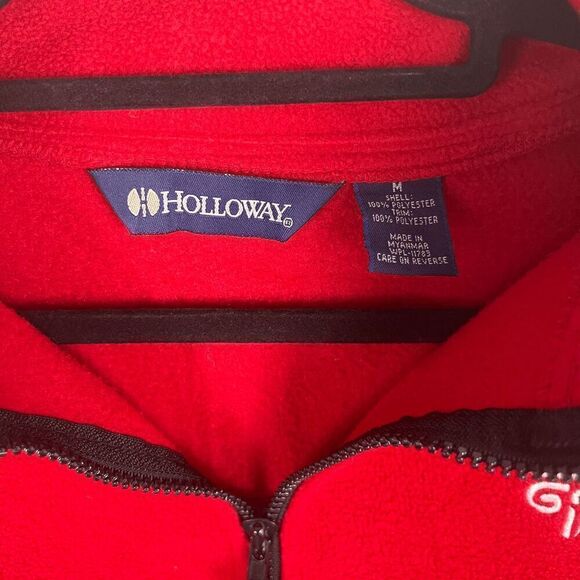 HOLLOWAY
M
SHELL:
100% POLYESTER
TRIM:
100% POLYESTER
MADE IN
MYANMAR
WPL-11783
CARE ON REVERSE